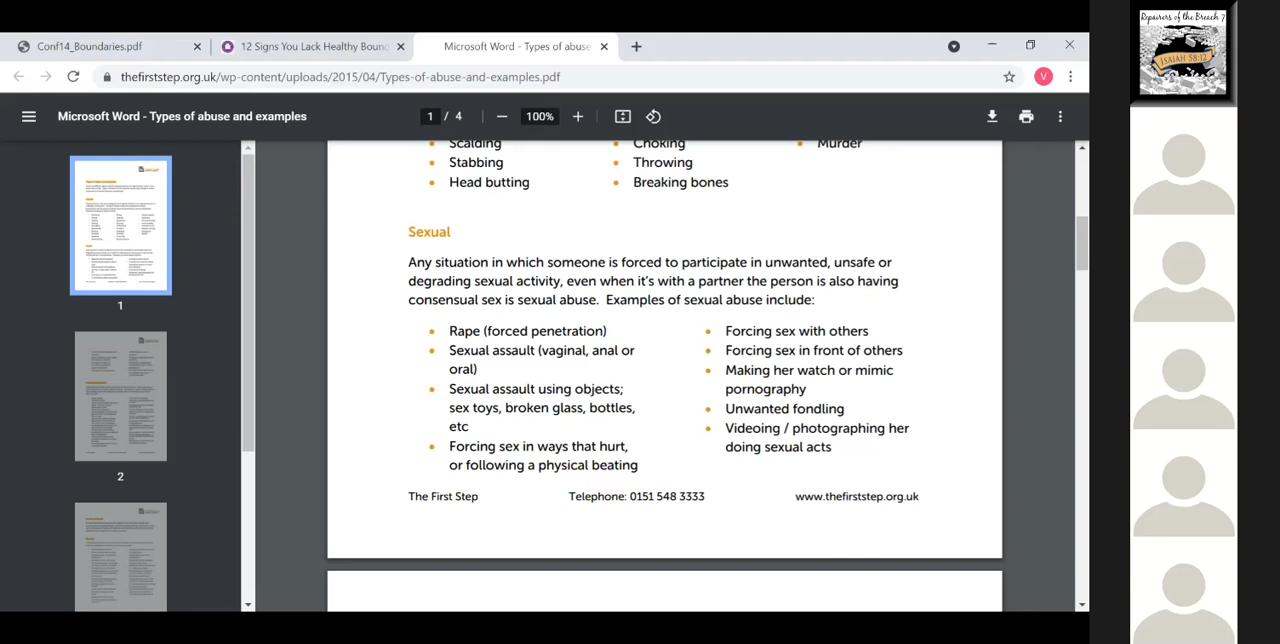 Repairers of the Breach 7
ISAIAH 58:12
Conf14_Boundaries.pdf
12 Signs You Lack Healthy Bound
Microsoft Word - Types of abuse
thefirststep.org.uk/wp-content/uploads/2015/04/Types-of-abuse-and-examples.pdf
V
Microsoft Word - Types of abuse and examples
1 / 4
100%
Scalding
Choking
Murder
Stabbing
Throwing
Head butting
Breaking bones
Sexual
Any situation in which someone is forced to participate in unwanted, unsafe or
degrading sexual activity, even when it's with a partner the person is also having
consensual sex is sexual abuse. Examples of sexual abuse include:
Rape (forced penetration)
Sexual assault (vaginal, anal or
oral)
Sexual assault using objects;
sex toys, broken glass, bottles,
etc
Forcing sex in ways that hurt,
or following a physical beating
Forcing sex with others
Forcing sex in front of others
Making her watch or mimic
pornography
Unwanted fondling
Videoing / photographing her
doing sexual acts
The First Step
Telephone: 0151 548 3333
www.thefirststep.org.uk
1
2